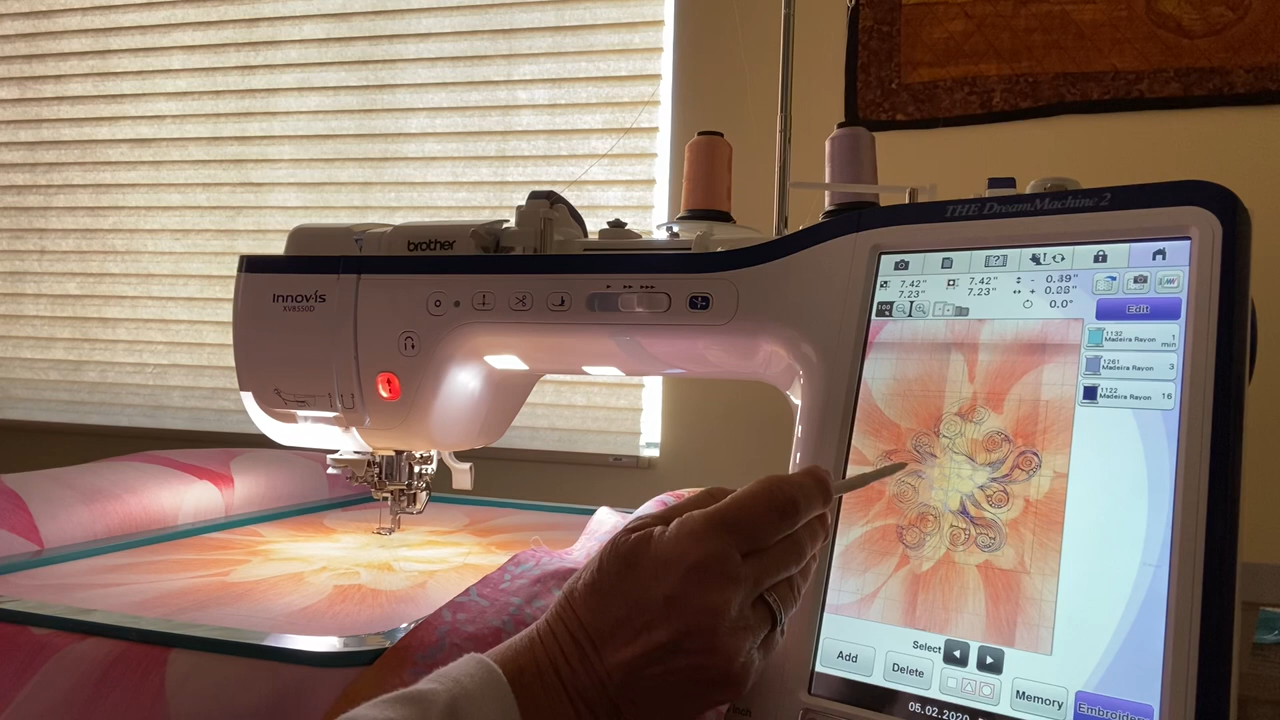 THE DreamMachine 2
brother
INNOV-IS
XV8550D
7.42"
7.23"
7.42"
7.23"
- 0.49"
+ 0.26"
0.0°
100
Edit
1132
Madeira Rayon
1
min
1261
Madeira Rayon
3
1122
Madeira Rayon
16
Select
Add
Delete
Memory
Embroidery
05.02.2020
inch